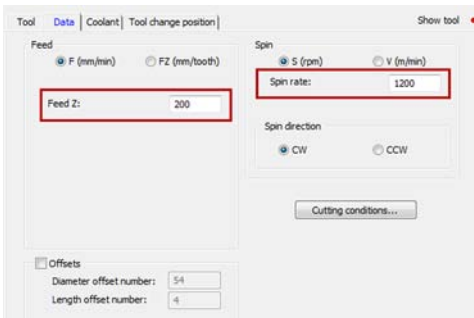 Tool Data Coolant Tool change position Show tool
Feed
F (mm/min) FZ (mm/tooth)
Feed Z: 200
Spin
S (rpm) V (m/min)
Spin rate: 1200
Spin direction
CW CCW
Cutting conditions...
Offsets
Diameter offset number: 54
Length offset number: 4